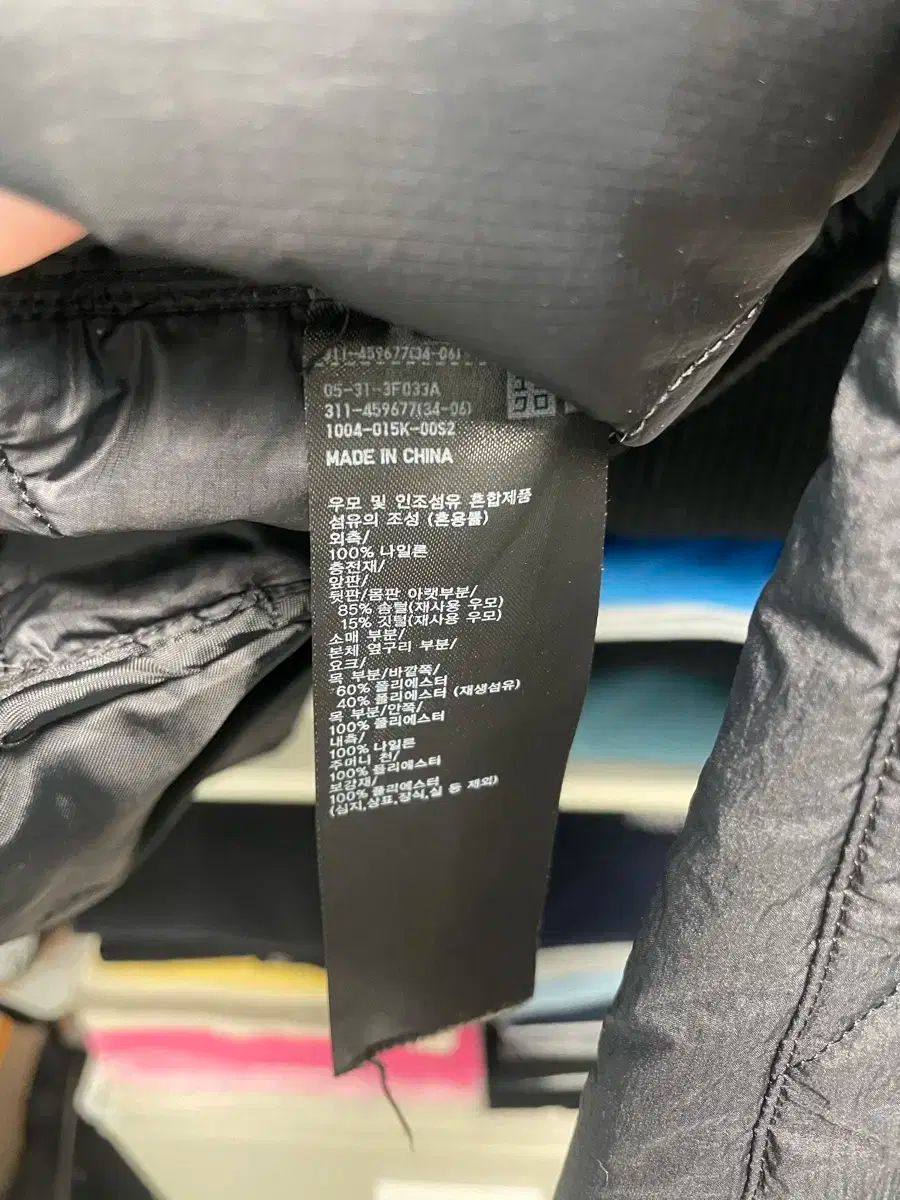 311-459677(34-06)
05-31-3F033A
311-459677(34-06)
1004-015K-00S2
MADE IN CHINA
우모 및 인조섬유 혼합제품
섬유의 조성 (혼용률)
외측/
100% 나일론
충전재/
앞판/
뒷판/몸판 아랫부분/
85% 솜털(재사용 우모)
15% 깃털(재사용 우모)
소매 부분/
본체 옆구리 부분/
요크/
목 부분/바깥쪽/
60% 폴리에스터
40% 폴리에스터 (재생섬유)
목 부분/안쪽/
100% 폴리에스터
내측/
100% 나일론
주머니 천/
100% 폴리에스터
보강재/
100% 폴리에스터
(심지,상표,장식,실 등 제외)